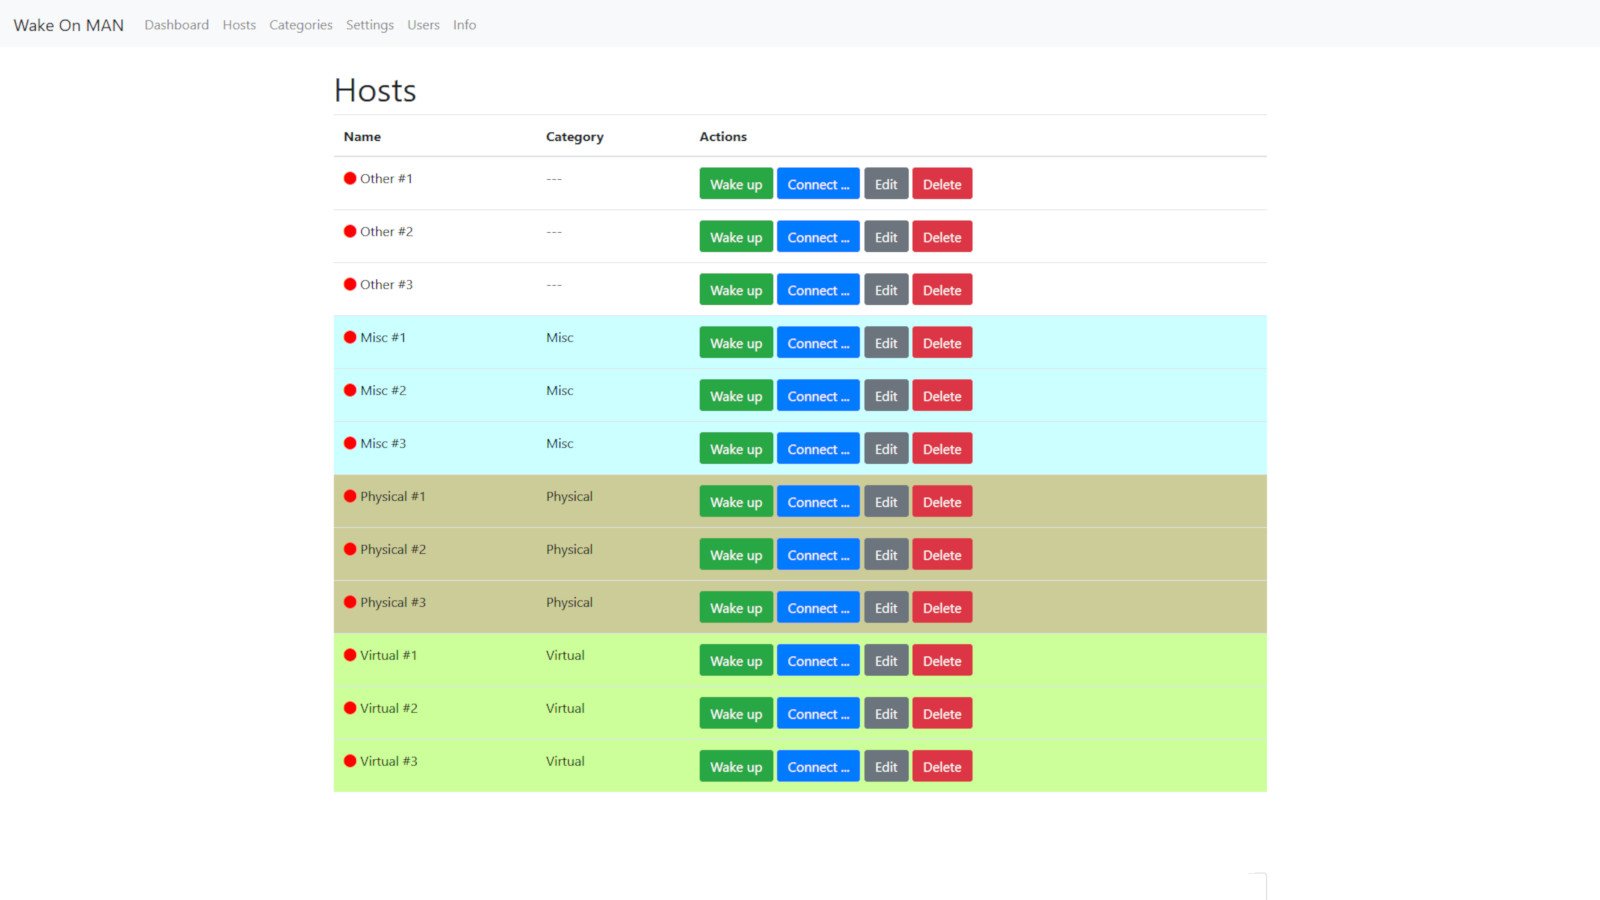 Wake On MAN Dashboard Hosts Categories Settings Users Info
Hosts
Name Category Actions
Other #1 --- Wake up Connect ... Edit Delete
Other #2 --- Wake up Connect ... Edit Delete
Other #3 --- Wake up Connect ... Edit Delete
Misc #1 Misc Wake up Connect ... Edit Delete
Misc #2 Misc Wake up Connect ... Edit Delete
Misc #3 Misc Wake up Connect ... Edit Delete
Physical #1 Physical Wake up Connect ... Edit Delete
Physical #2 Physical Wake up Connect ... Edit Delete
Physical #3 Physical Wake up Connect ... Edit Delete
Virtual #1 Virtual Wake up Connect ... Edit Delete
Virtual #2 Virtual Wake up Connect ... Edit Delete
Virtual #3 Virtual Wake up Connect ... Edit Delete